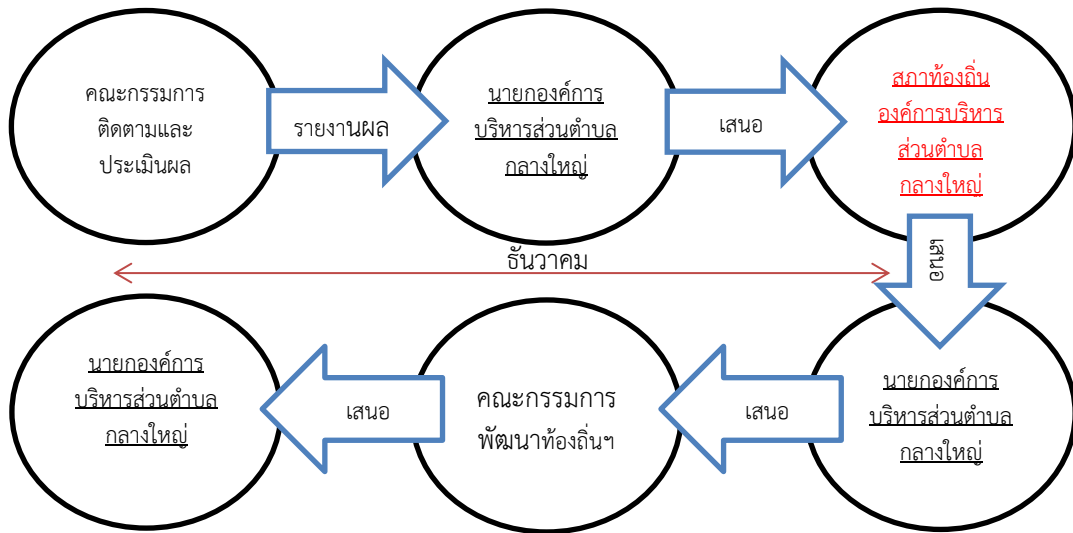 คณะกรรมการ
ติดตามและ
ประเมินผล
รายงานผล
นายกองค์การ
บริหารส่วนตำบล
กลางใหญ่
เสนอ
สภาท้องถิ่น
องค์การบริหาร
ส่วนตำบล
กลางใหญ่
เสนอ
ธันวาคม
นายกองค์การ
บริหารส่วนตำบล
กลางใหญ่
เสนอ
คณะกรรมการ
พัฒนาท้องถิ่นฯ
เสนอ
นายกองค์การ
บริหารส่วนตำบล
กลางใหญ่